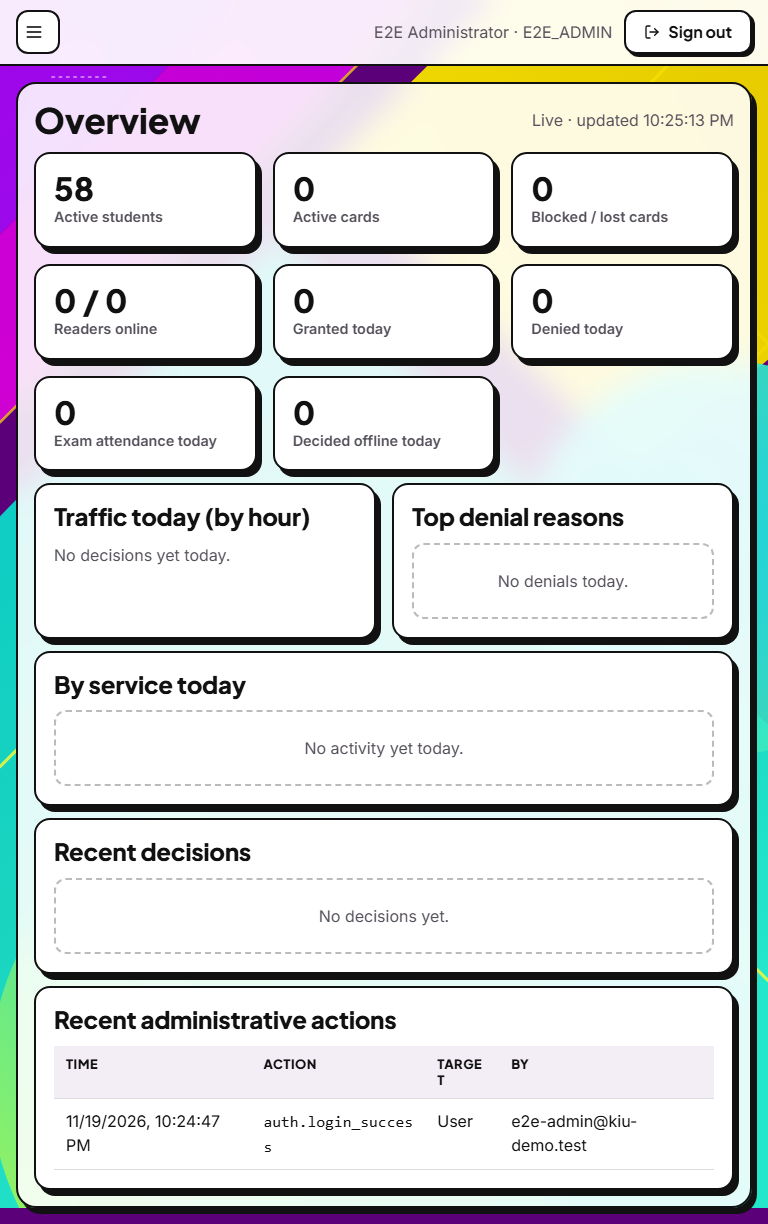 E2E Administrator · E2E_ADMIN
Sign out
Overview
Live · updated 10:25:13 PM
58
Active students
0
Active cards
0
Blocked / lost cards
0 / 0
Readers online
0
Granted today
0
Denied today
0
Exam attendance today
0
Decided offline today
Traffic today (by hour)
No decisions yet today.
Top denial reasons
No denials today.
By service today
No activity yet today.
Recent decisions
No decisions yet.
Recent administrative actions
TIME ACTION TARGE BY
T
11/19/2026, 10:24:47 auth.login_succes User e2e-admin@kiu-
PM s demo.test